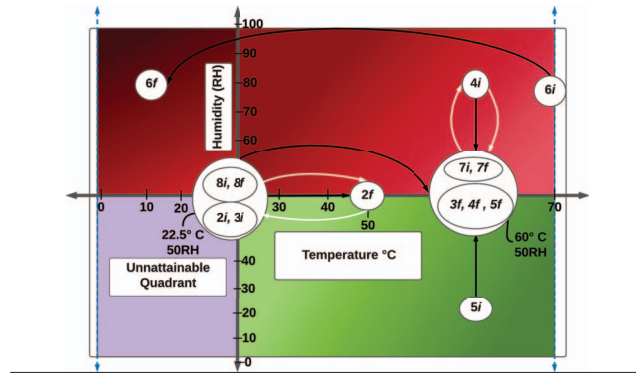 100
90
80
70
60
Humidity (RH)
6f
4i
6i
7i, 7f
8i, 8f
3f, 4f , 5f
2i, 3i
2f
0
10
20
30
40
50
70
22.5° C
50RH
60° C
50RH
Unnattainable
Quadrant
Temperature °C
40
30
20
10
0
5i